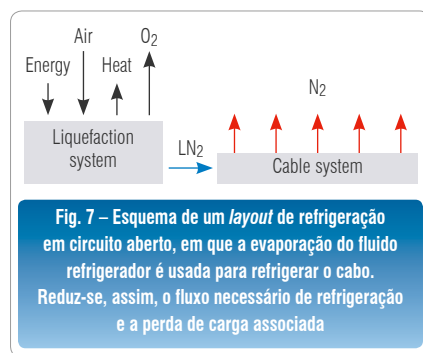 Air
O2
Energy
Heat
N2
Liquefaction
system
LN2
Cable system
Fig. 7 – Esquema de um layout de refrigeração
em circuito aberto, em que a evaporação do fluido
refrigerador é usada para refrigerar o cabo.
Reduz-se, assim, o fluxo necessário de refrigeração
e a perda de carga associada